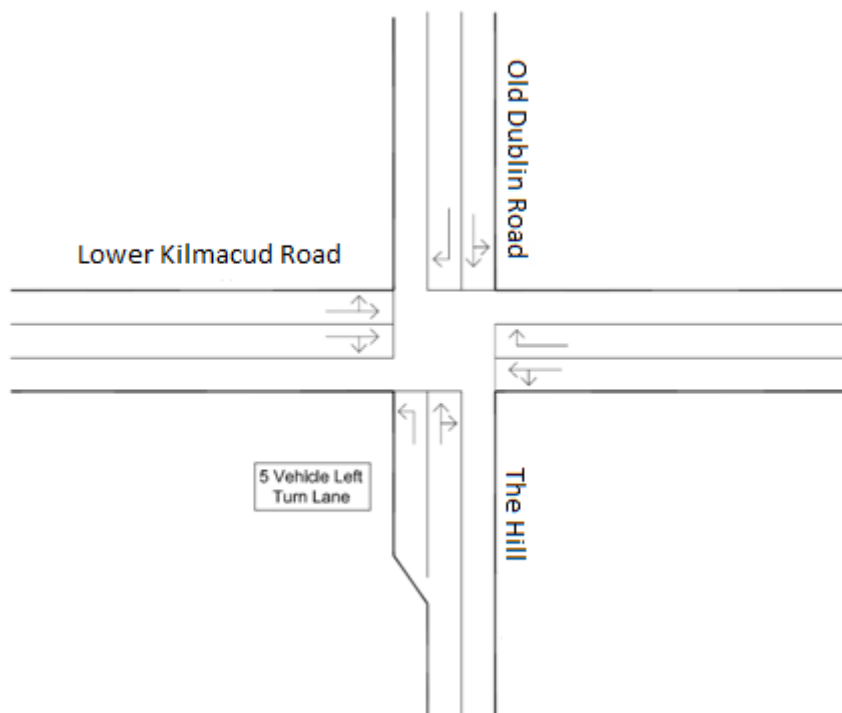 Old Dublin Road
Lower Kilmacud Road
5 Vehicle Left
Turn Lane
The Hill